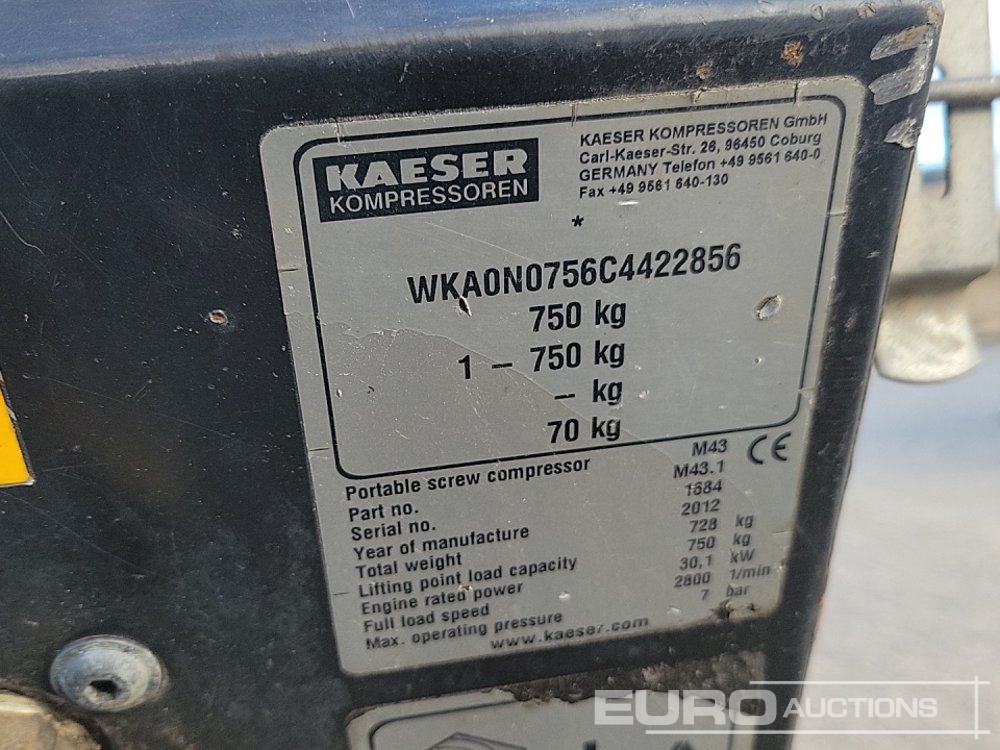 KAESER
KOMPRESSOREN
KAESER KOMPRESSOREN GmbH
Carl-Kaeser-Str. 26, 96450 Coburg
GERMANY Telefon +49 9561 640-0
Fax +49 9561 640-130
*
WKA0N0756C4422856
750 kg
1 – 750 kg
– kg
70 kg
CE
Portable screw compressor M43
Part no. M43.1
Serial no. 1684
Year of manufacture 2012
Total weight 728 kg
Lifting point load capacity 750 kg
Engine rated power 30,1 kW
Full load speed 2800 1/min
Max. operating pressure 7 bar
www.kaeser.com
EURO AUCTIONS